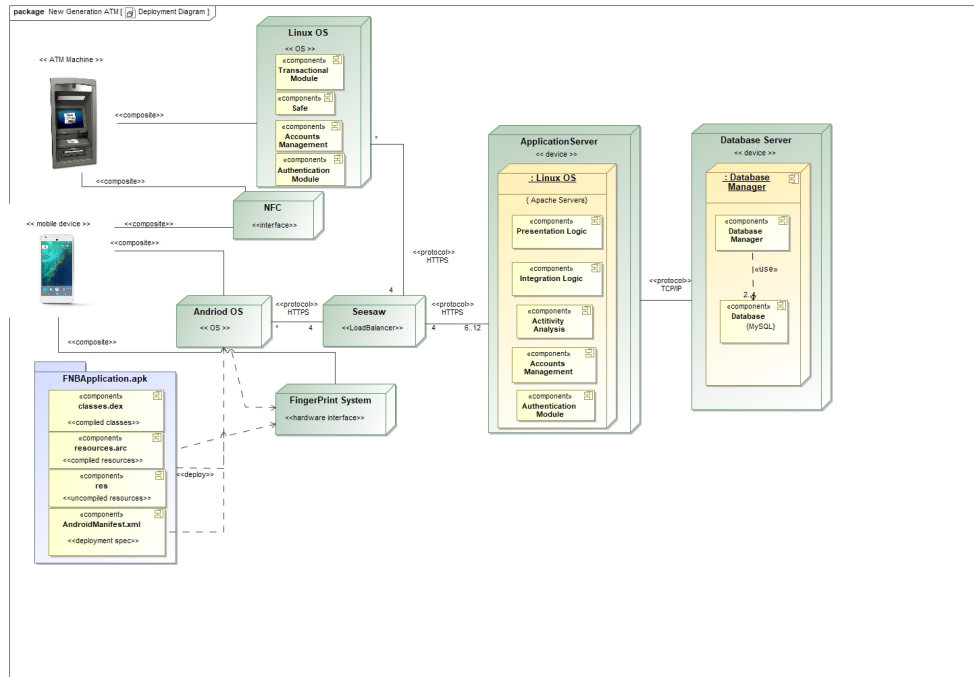 package New Generation ATM [ Deployment Diagram ]
<< ATM Machine >>
<<composite>>
<<composite>>
Linux OS
<< OS >>
«component»
Transactional
Module
«component»
Safe
«component»
Accounts
Management
«component»
Authentication
Module
*
NFC
<<interface>>
<< mobile device >>
<<composite>>
<<composite>>
<<composite>>
Andriod OS
<< OS >>
<<protocol>>
HTTPS
*
4
Seesaw
<<LoadBalancer>>
4
<<protocol>>
HTTPS
<<protocol>>
HTTPS
4
6..12
ApplicationServer
<< device >>
: Linux OS
{ Apache Servers}
«component»
Presentation Logic
«component»
Integration Logic
«component»
Actitivity
Analysis
«component»
Accounts
Management
«component»
Authentication
Module
<<protocol>>
TCP/IP
Database Server
<< device >>
: Database
Manager
«component»
Database
Manager
«use»
2..
«component»
Database
{MySQL}
FingerPrint System
<<hardware interface>>
FNBApplication.apk
«component»
classes.dex
<<compiled classes>>
«component»
resources.arc
<<compiled resources>>
«component»
res
<<uncompiled resources>>
«component»
AndroidManifest.xml
<<deployment spec>>
<<deploy>>